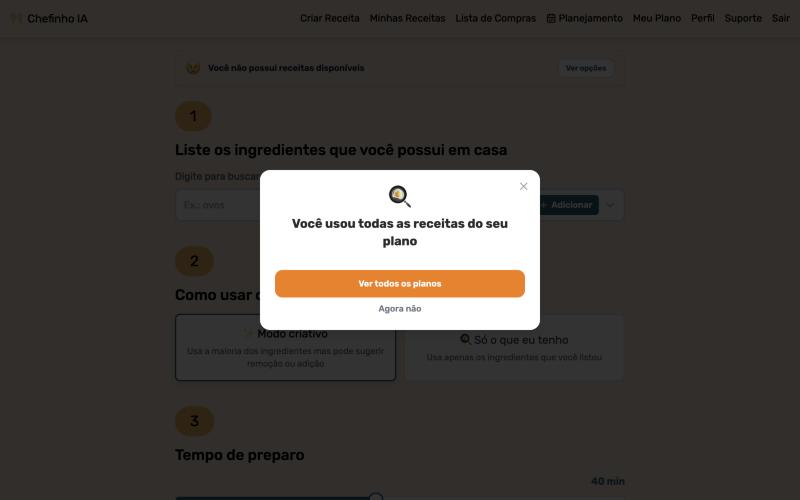 Chefinho IA
Criar Receita Minhas Receitas Lista de Compras Planejamento Meu Plano Perfil Suporte Sair
Você não possui receitas disponíveis
Ver opções
1
Liste os ingredientes que você possui em casa
Digite para buscar
Ex.: ovos
+ Adicionar
Você usou todas as receitas do seu
plano
Ver todos os planos
Agora não
2
Como usar
Modo criativo
Usa a maioria dos ingredientes mas pode sugerir
remoção ou adição
Só o que eu tenho
Usa apenas os ingredientes que você listou
3
Tempo de preparo
40 min